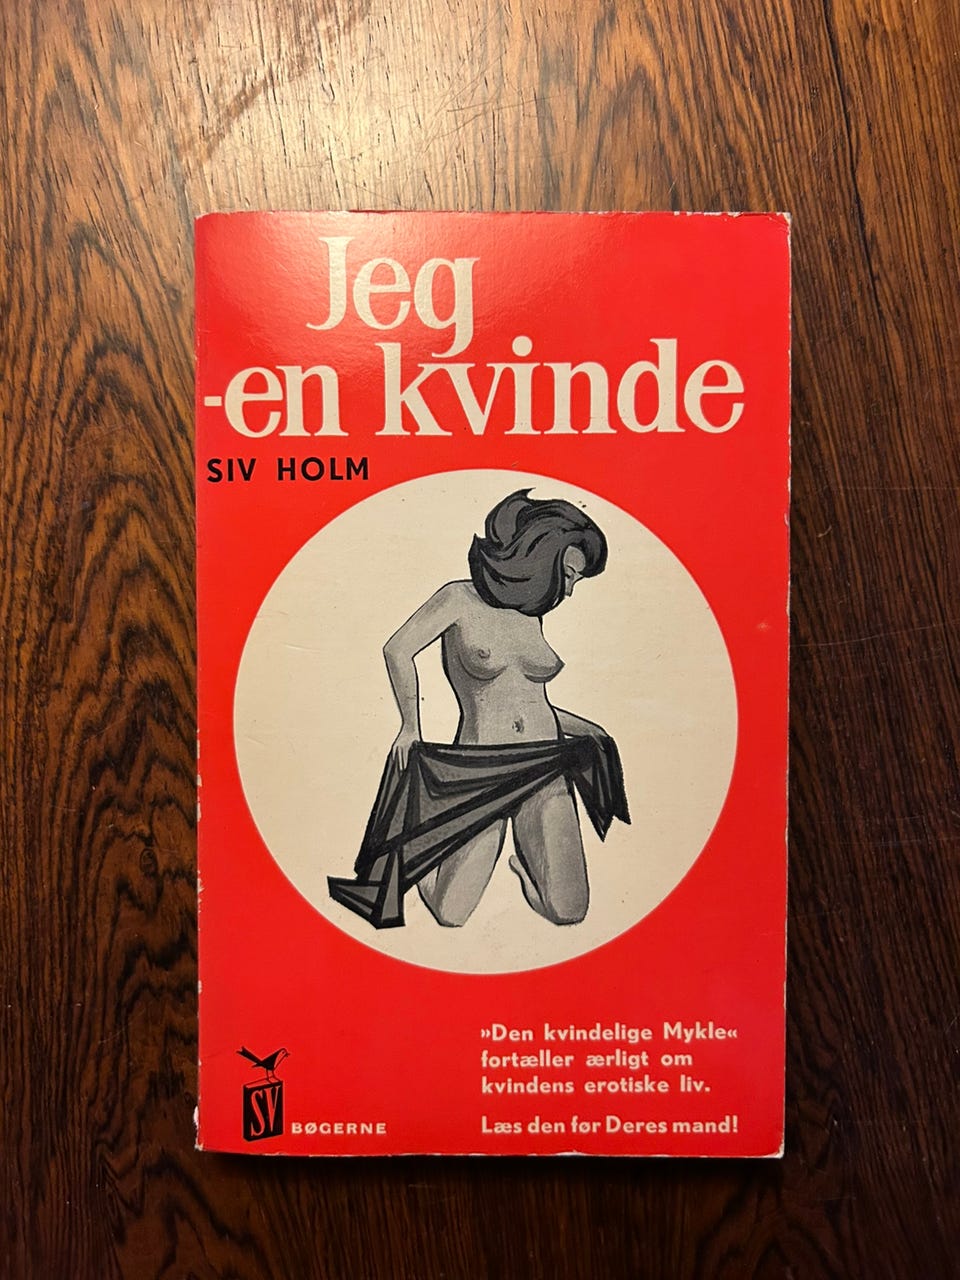 Jeg
-en kvinde
SIV HOLM
»Den kvindelige Mykle«
fortæller ærligt om
kvindens erotiske liv.
Læs den før Deres mand!
SV
BØGERNE